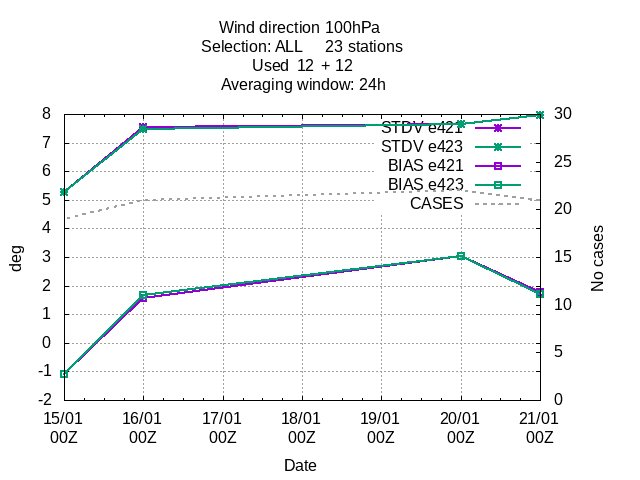 Wind direction 100hPa
Selection: ALL 23 stations
Used 12 + 12
Averaging window: 24h
8
7
6
5
4
3
2
1
0
-1
-2
deg
30
25
20
15
10
5
0
No cases
STDV e421
STDV e423
BIAS e421
BIAS e423
CASES
15/01 16/01 17/01 18/01 19/01 20/01 21/01
00Z 00Z 00Z 00Z 00Z 00Z 00Z
Date